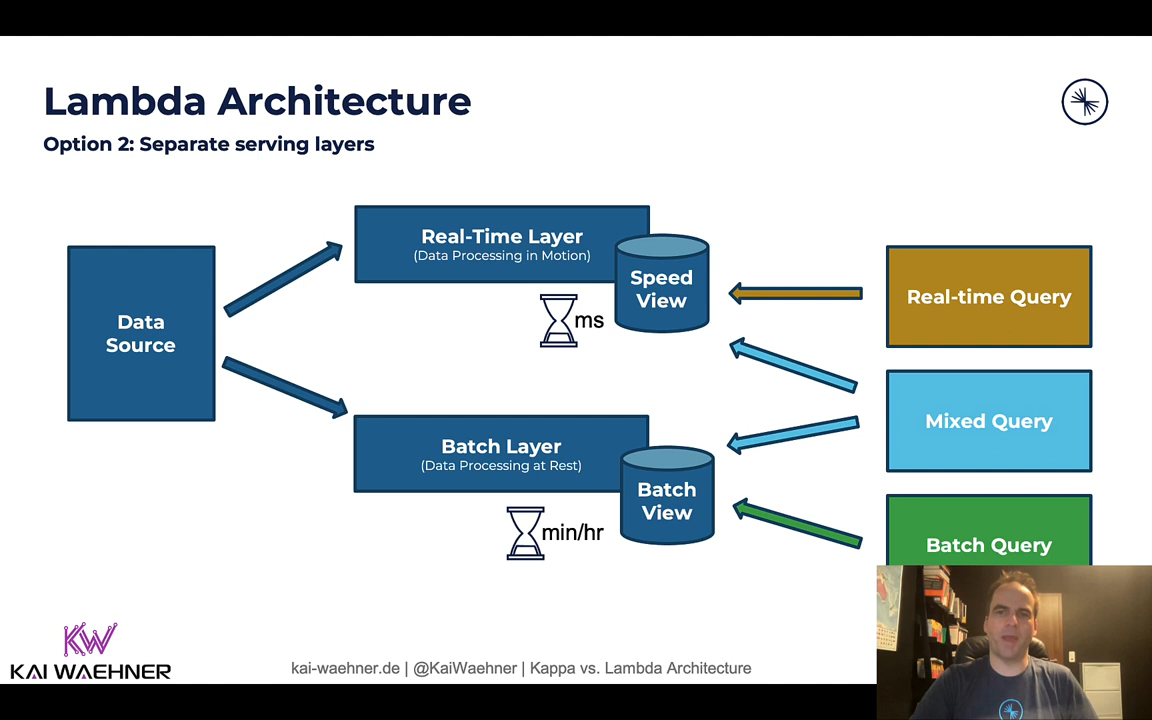 Lambda Architecture
Option 2: Separate serving layers
Data
Source
Real-Time Layer
(Data Processing in Motion)
Speed
View
ms
Batch Layer
(Data Processing at Rest)
Batch
View
min/hr
Real-time Query
Mixed Query
Batch Query
KW
KAI WAEHNER
kai-waehner.de | @KaiWaehner | Kappa vs. Lambda Architecture